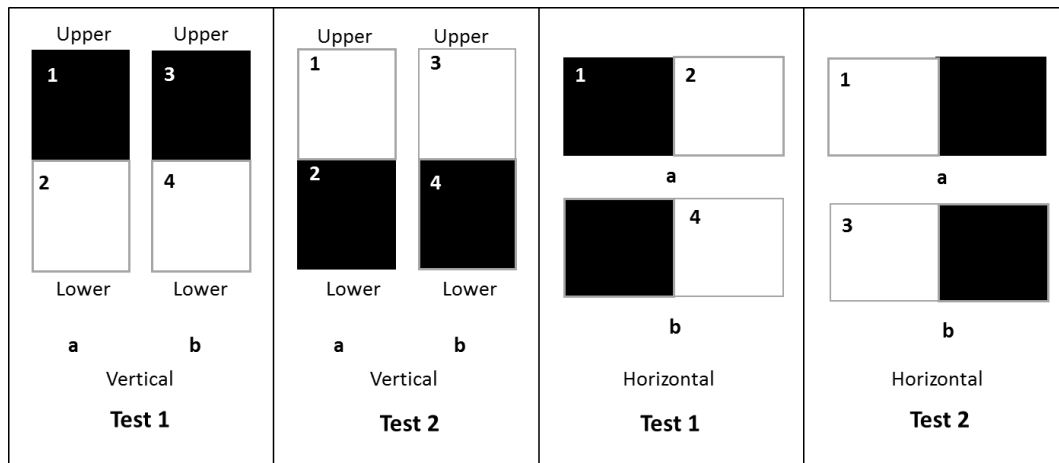 Upper Upper
1 3
2 4
Lower Lower
a b
Vertical
Test 1
Upper Upper
1 3
2 4
Lower Lower
a b
Vertical
Test 2
1 2
a
4
b
Horizontal
Test 1
1
a
3
b
Horizontal
Test 2